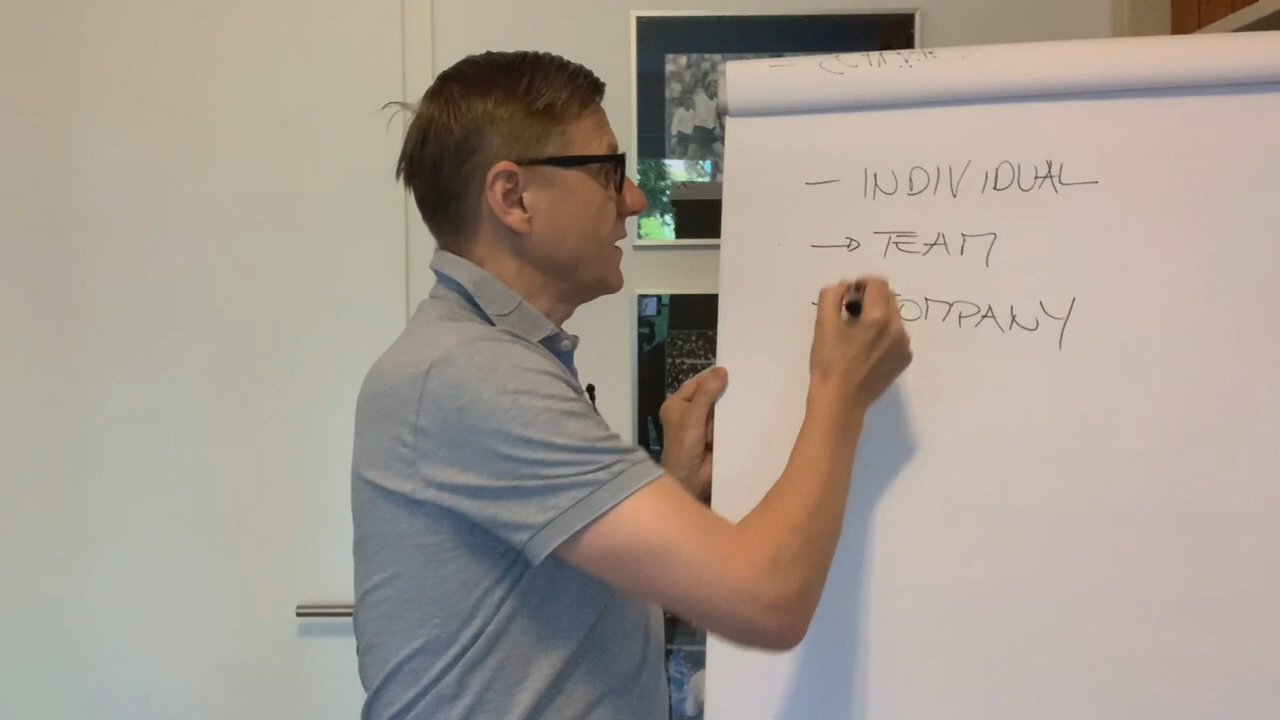 — INDIVIDUAL
→ TEAM
COMPANY